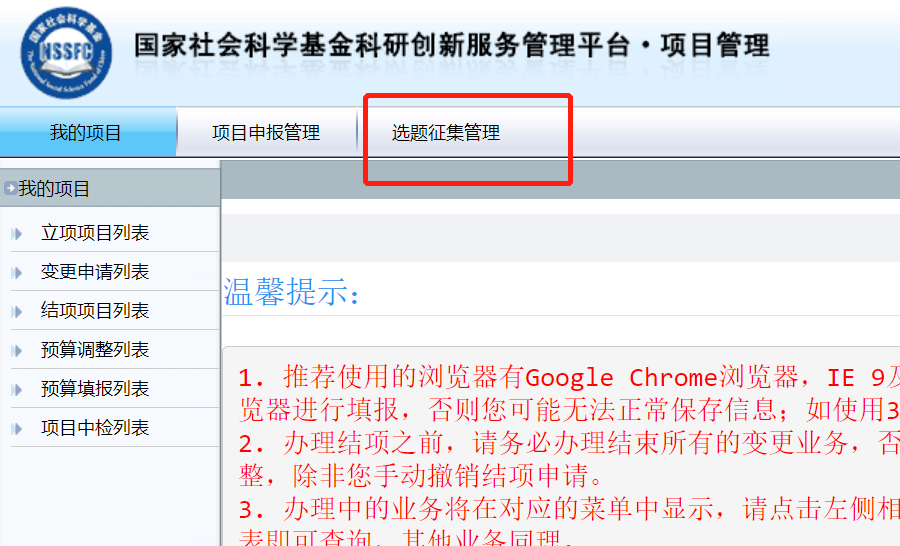 国家社会科学基金
NSSFC
The National Social Science Fund of China
国家社会科学基金科研创新服务管理平台·项目管理
我的项目
项目申报管理
选题征集管理
我的项目
立项项目列表
变更申请列表
结项项目列表
预算调整列表
预算填报列表
项目中检列表
温馨提示：
1. 推荐使用的浏览器有Google Chrome浏览器，IE 9及
览器进行填报，否则您可能无法正常保存信息；如使用3
2. 办理结项之前，请务必办理结束所有的变更业务，否
整，除非您手动撤销结项申请。
3. 办理中的业务将在对应的菜单中显示，请点击左侧相
表即可查询，其他业务同理。